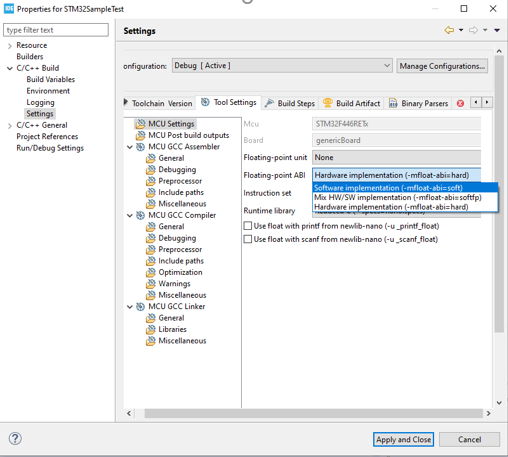 IDE Properties for STM32SampleTest
type filter text
Resource
Builders
C/C++ Build
Build Variables
Environment
Logging
Settings
C/C++ General
Project References
Run/Debug Settings
Settings
onfiguration: Debug [ Active ] Manage Configurations...
Toolchain Version Tool Settings Build Steps Build Artifact Binary Parsers
MCU Settings
MCU Post build outputs
MCU GCC Assembler
General
Debugging
Preprocessor
Include paths
Miscellaneous
MCU GCC Compiler
General
Debugging
Preprocessor
Include paths
Optimization
Warnings
Miscellaneous
MCU GCC Linker
General
Libraries
Miscellaneous
Mcu STM32F446RETx
Board genericBoard
Floating-point unit None
Floating-point ABI Hardware implementation (-mfloat-abi=hard)
Software implementation (-mfloat-abi=soft)
Instruction set Mix HW/SW implementation (-mfloat-abi=softfp)
Hardware implementation (-mfloat-abi=hard)
Runtime library
Use float with printf from newlib-nano (-u _printf_float)
Use float with scanf from newlib-nano (-u _scanf_float)
Apply and Close Cancel